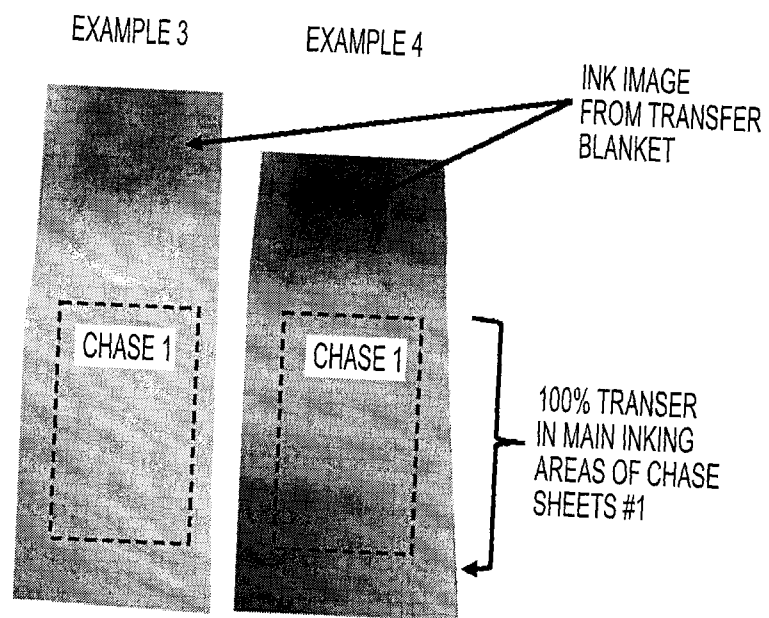 EXAMPLE 3
EXAMPLE 4
INK IMAGE
FROM TRANSFER
BLANKET
CHASE 1
CHASE 1
100% TRANSER
IN MAIN INKING
AREAS OF CHASE
SHEETS #1